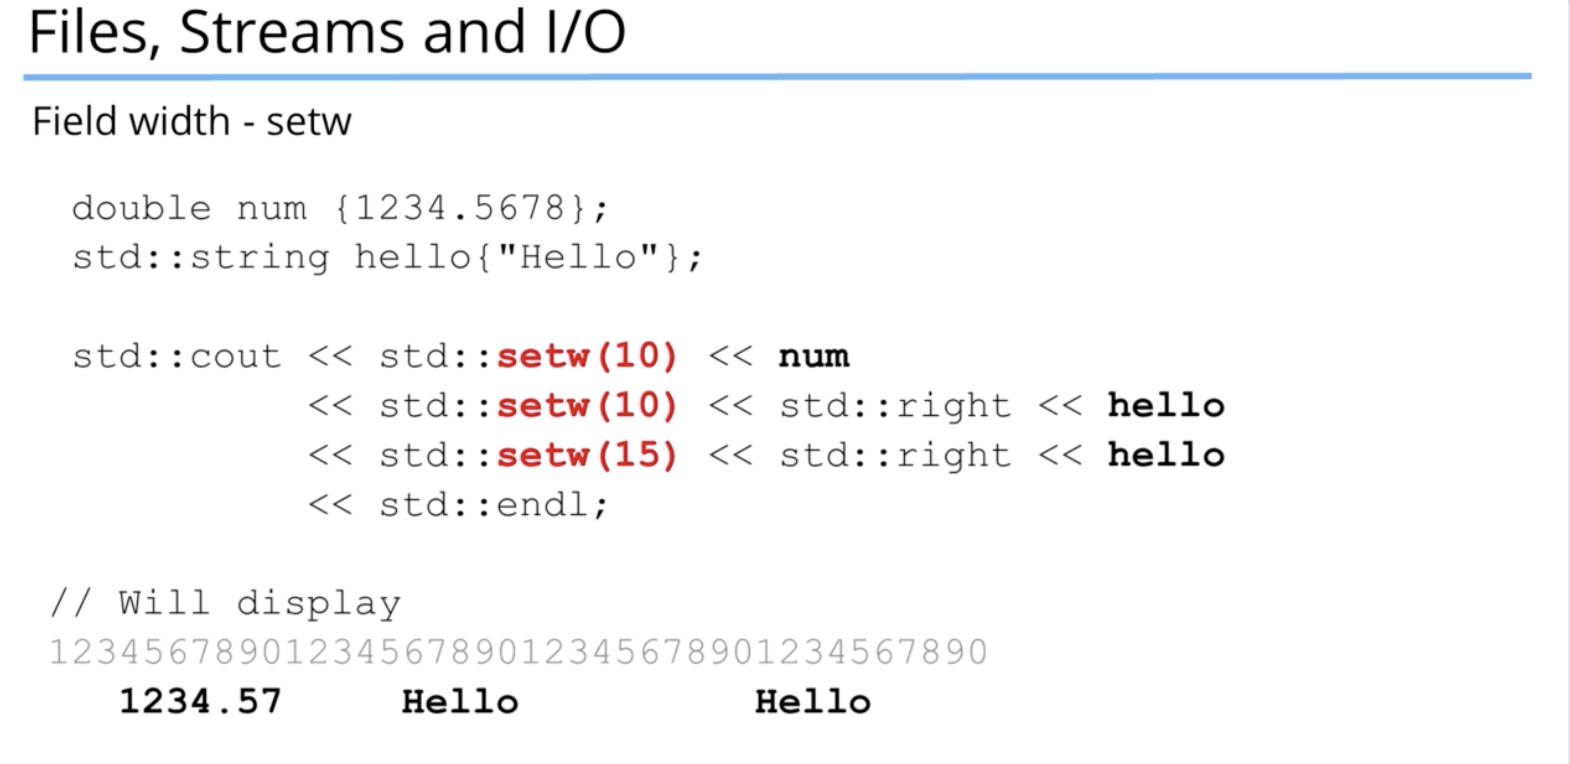 Files, Streams and I/O
Field width - setw
double num {1234.5678};
std::string hello{"Hello"};
std::cout << std::setw(10) << num
<< std::setw(10) << std::right << hello
<< std::setw(15) << std::right << hello
<< std::endl;
// Will display
1234567890123456789012345678901234567890
1234.57 Hello Hello